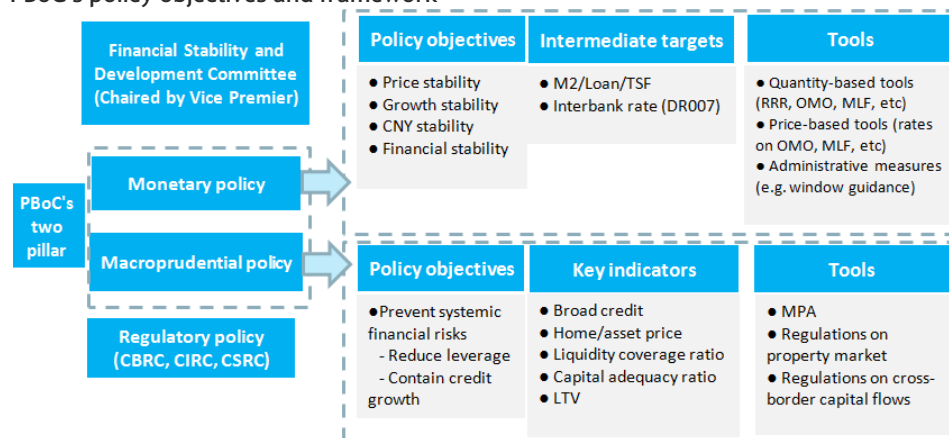 PBoC's policy objectives and framework
Financial Stability and
Development Committee
(Chaired by Vice Premier)
PBoC's
two
pillar
Monetary policy
Macroprudential policy
Regulatory policy
(CBRC, CIRC, CSRC)
Policy objectives
● Price stability
● Growth stability
● CNY stability
● Financial stability
Intermediate targets
● M2/Loan/TSF
● Interbank rate (DR007)
Tools
● Quantity-based tools
(RRR, OMO, MLF, etc)
● Price-based tools (rates
on OMO, MLF, etc)
● Administrative measures
(e.g. window guidance)
Policy objectives
●Prevent systemic
financial risks
- Reduce leverage
- Contain credit
growth
Key indicators
● Broad credit
● Home/asset price
● Liquidity coverage ratio
● Capital adequacy ratio
● LTV
Tools
● MPA
● Regulations on
property market
● Regulations on cross-
border capital flows